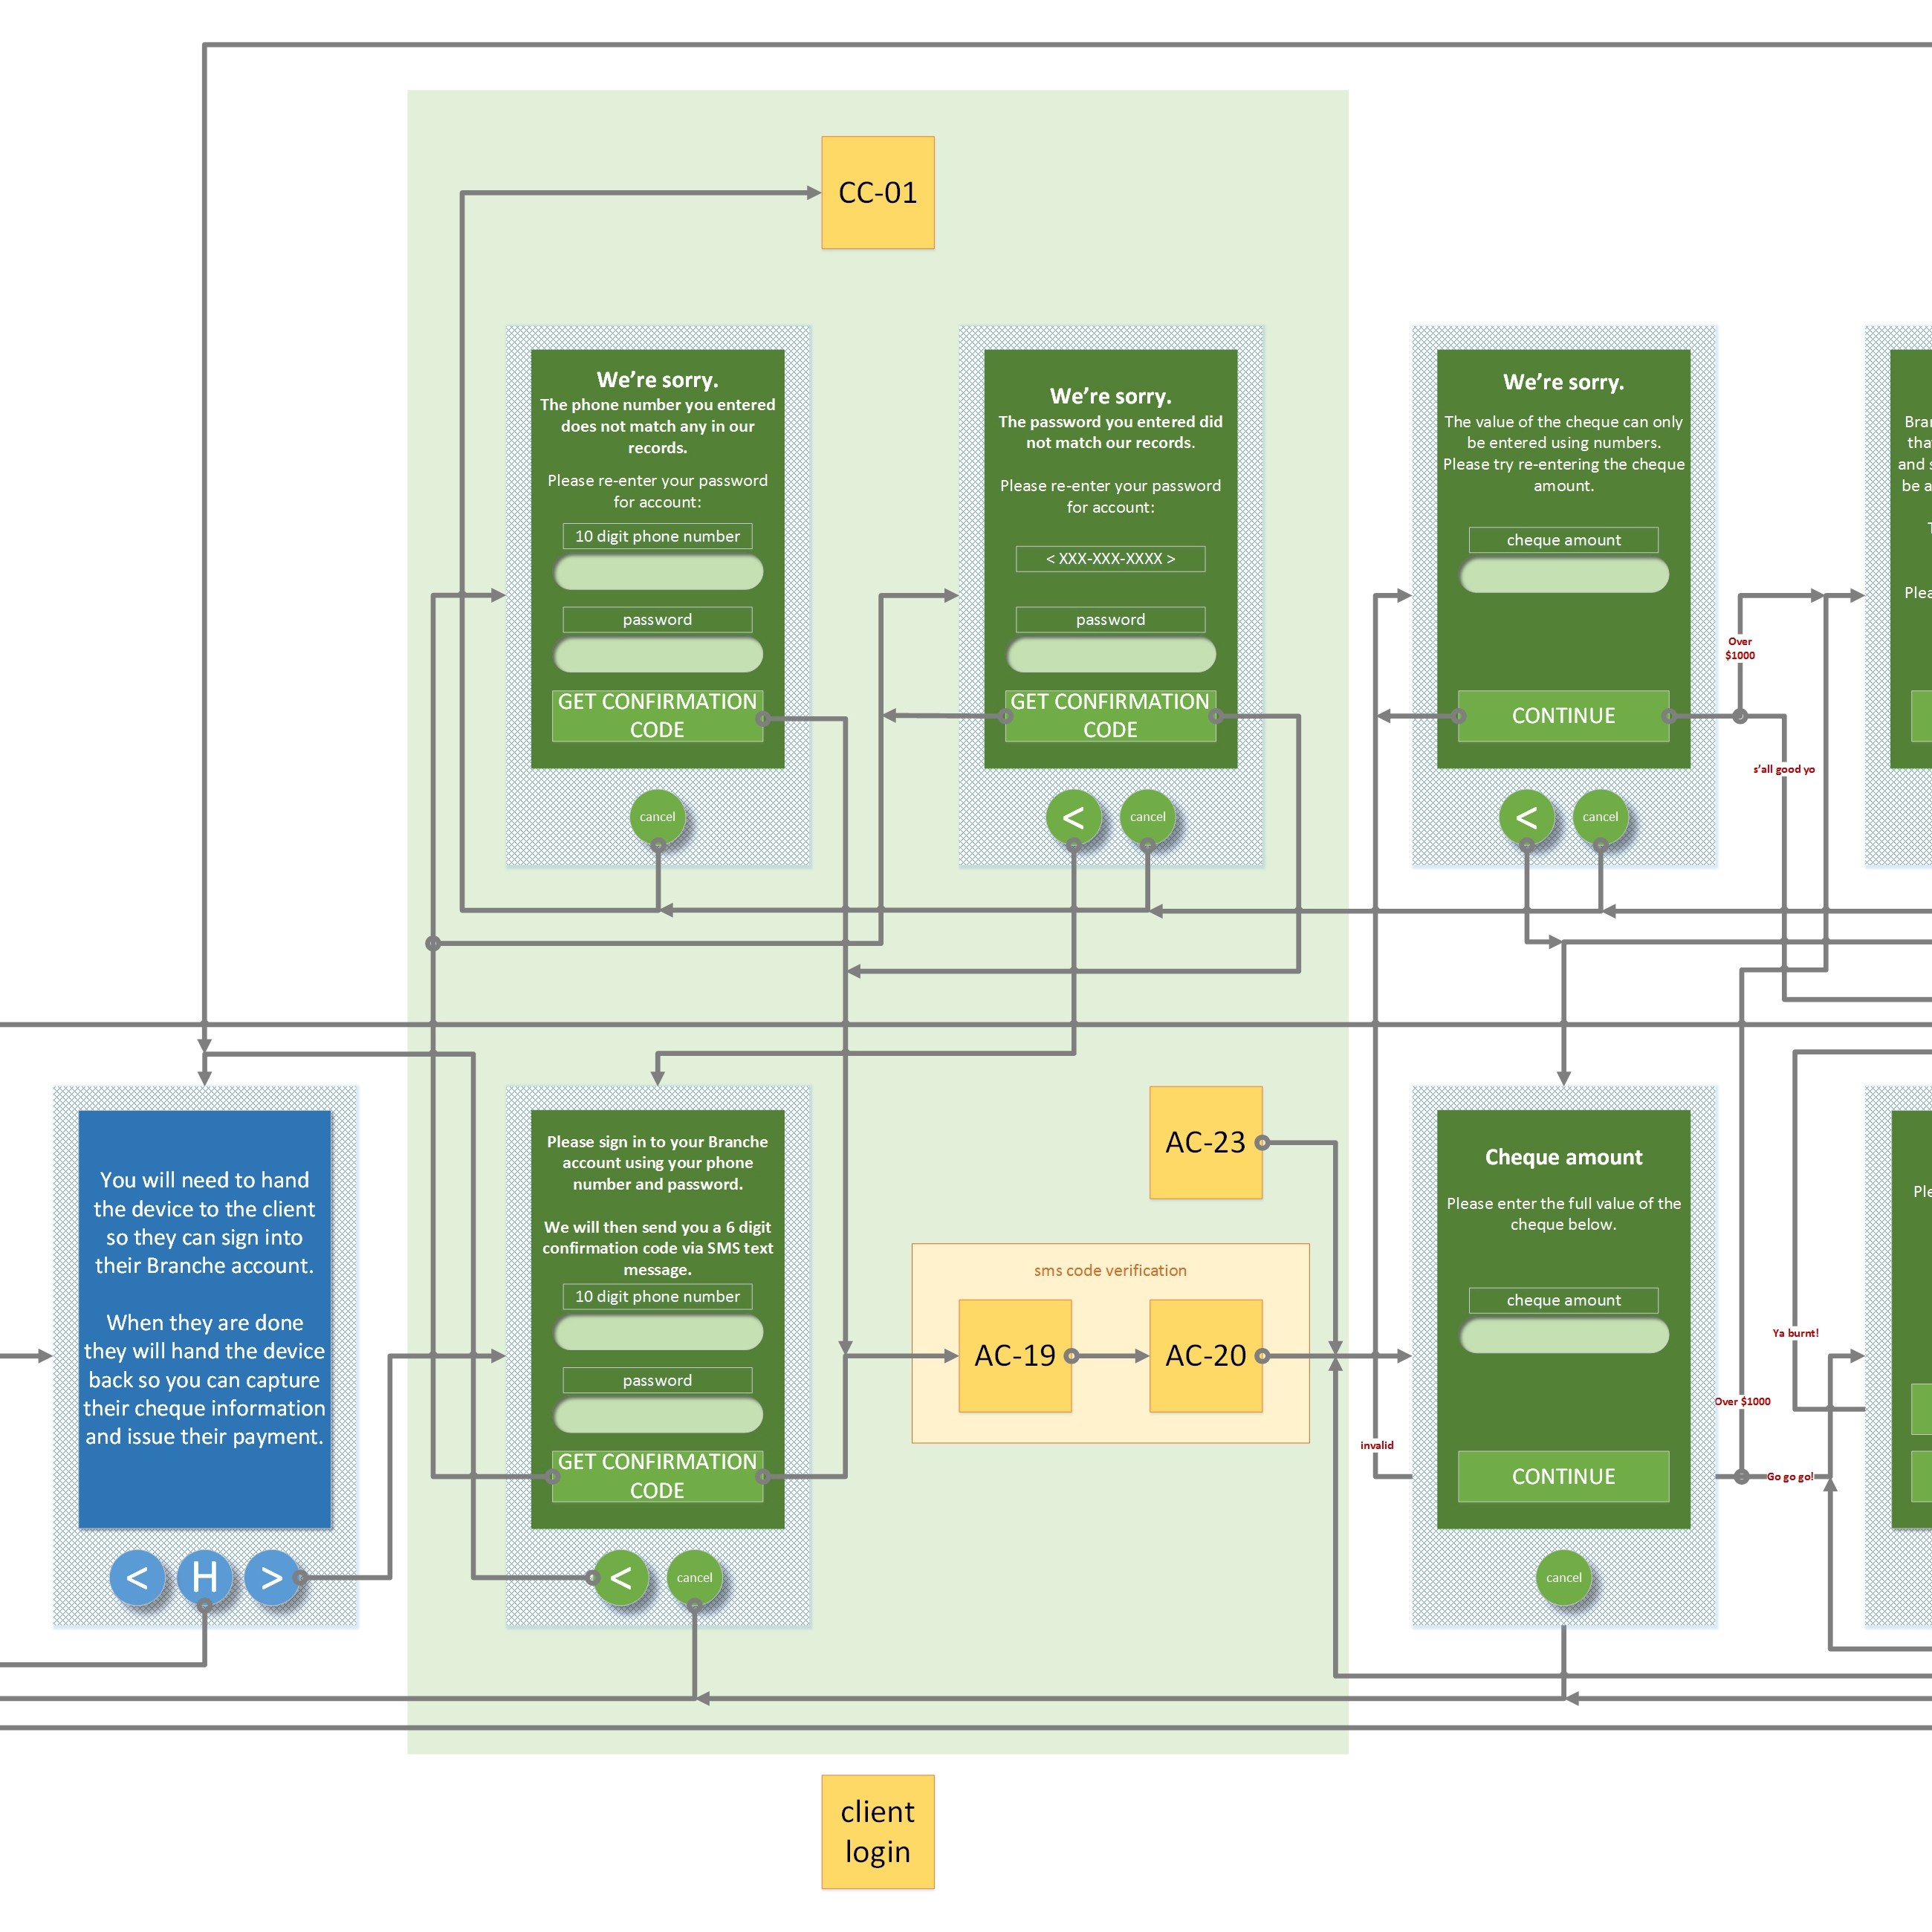 CC-01
We're sorry.
The phone number you entered
does not match any in our
records.
Please re-enter your password
for account:
10 digit phone number
password
GET CONFIRMATION
CODE
cancel
We're sorry.
The password you entered did
not match our records.
Please re-enter your password
for account:
< XXX-XXX-XXXX >
password
GET CONFIRMATION
CODE
<
cancel
We're sorry.
The value of the cheque can only
be entered using numbers.
Please try re-entering the cheque
amount.
cheque amount
CONTINUE
<
cancel
Over
$1000
s'all good yo
and
be a
You will need to hand
the device to the client
so they can sign into
their Branche account.
When they are done
they will hand the device
back so you can capture
their cheque information
and issue their payment.
<
H
>
Please sign in to your Branche
account using your phone
number and password.
We will then send you a 6 digit
confirmation code via SMS text
message.
10 digit phone number
password
GET CONFIRMATION
CODE
<
cancel
AC-23
sms code verification
AC-19
AC-20
invalid
Cheque amount
Please enter the full value of the
cheque below.
cheque amount
CONTINUE
cancel
Ya burnt!
Over $1000
Go go go!
client
login